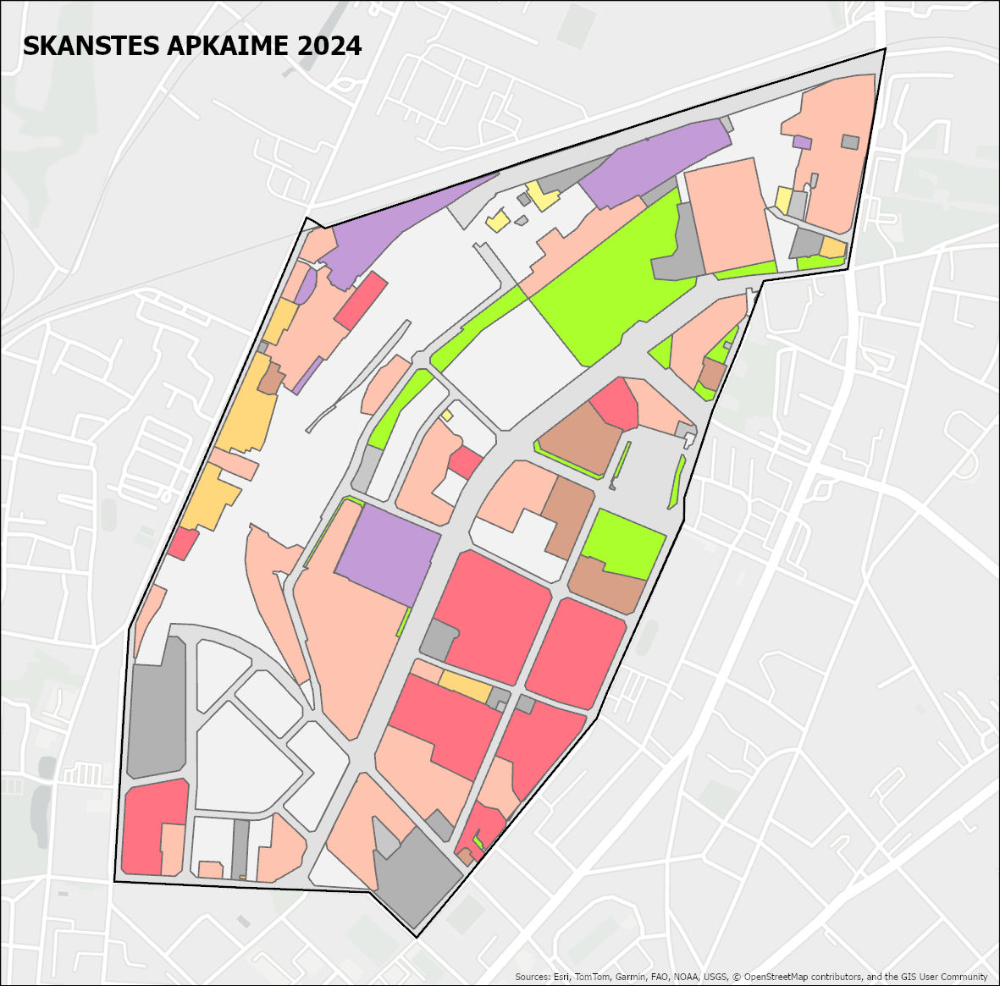 SKANSTES APKAIME 2024
Sources: Esri, TomTom, Garmin, FAO, NOAA, USGS, © OpenStreetMap contributors, and the GIS User Community